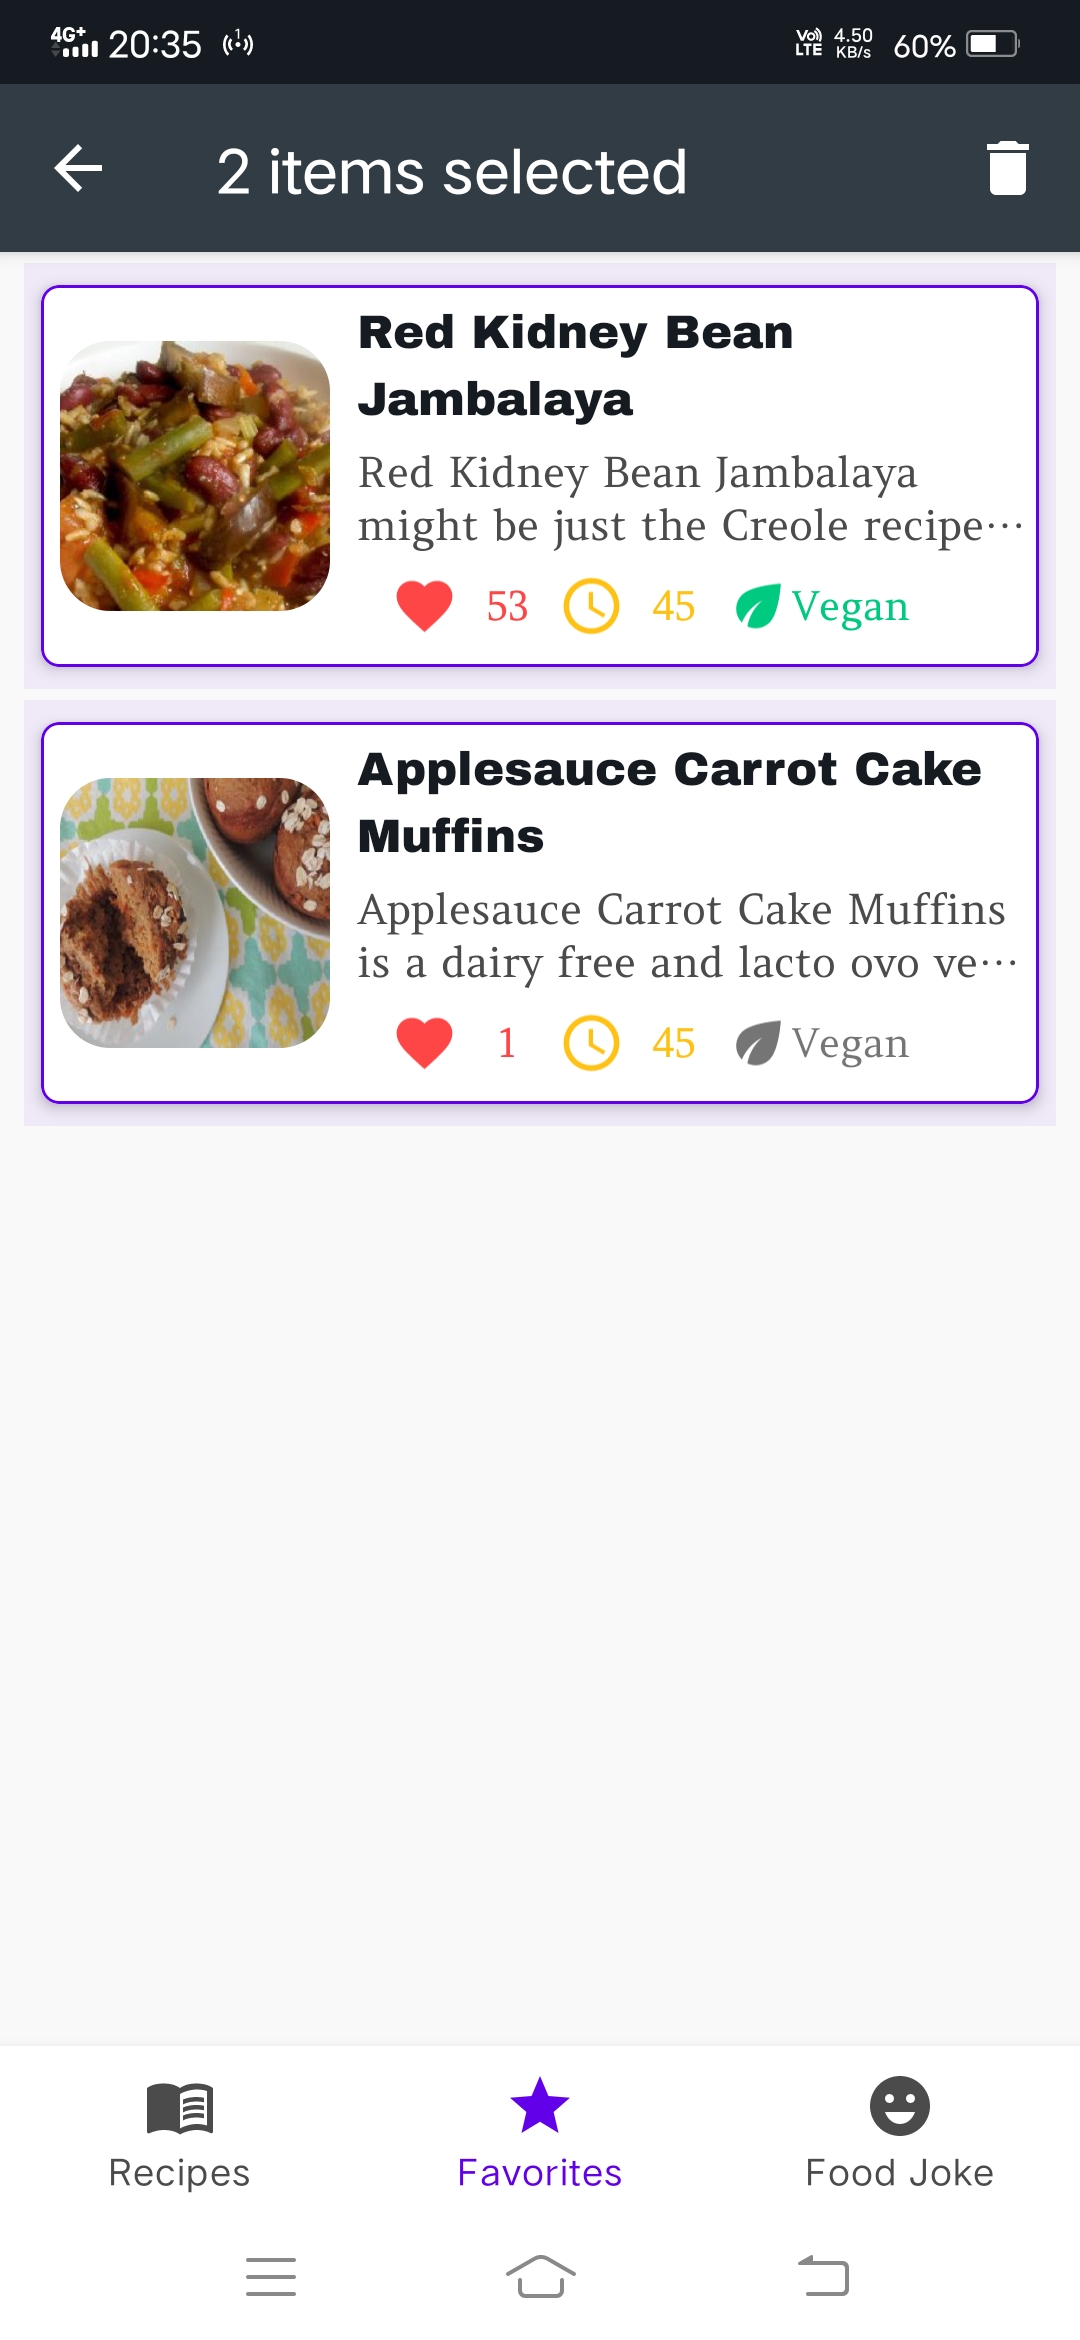 4G+ 20:35 1 Vo) LTE 4.50 KB/s 60%
2 items selected
Red Kidney Bean
Jambalaya
Red Kidney Bean Jambalaya
might be just the Creole recipe…
53 45 Vegan
Applesauce Carrot Cake
Muffins
Applesauce Carrot Cake Muffins
is a dairy free and lacto ovo ve…
1 45 Vegan
Recipes Favorites Food Joke